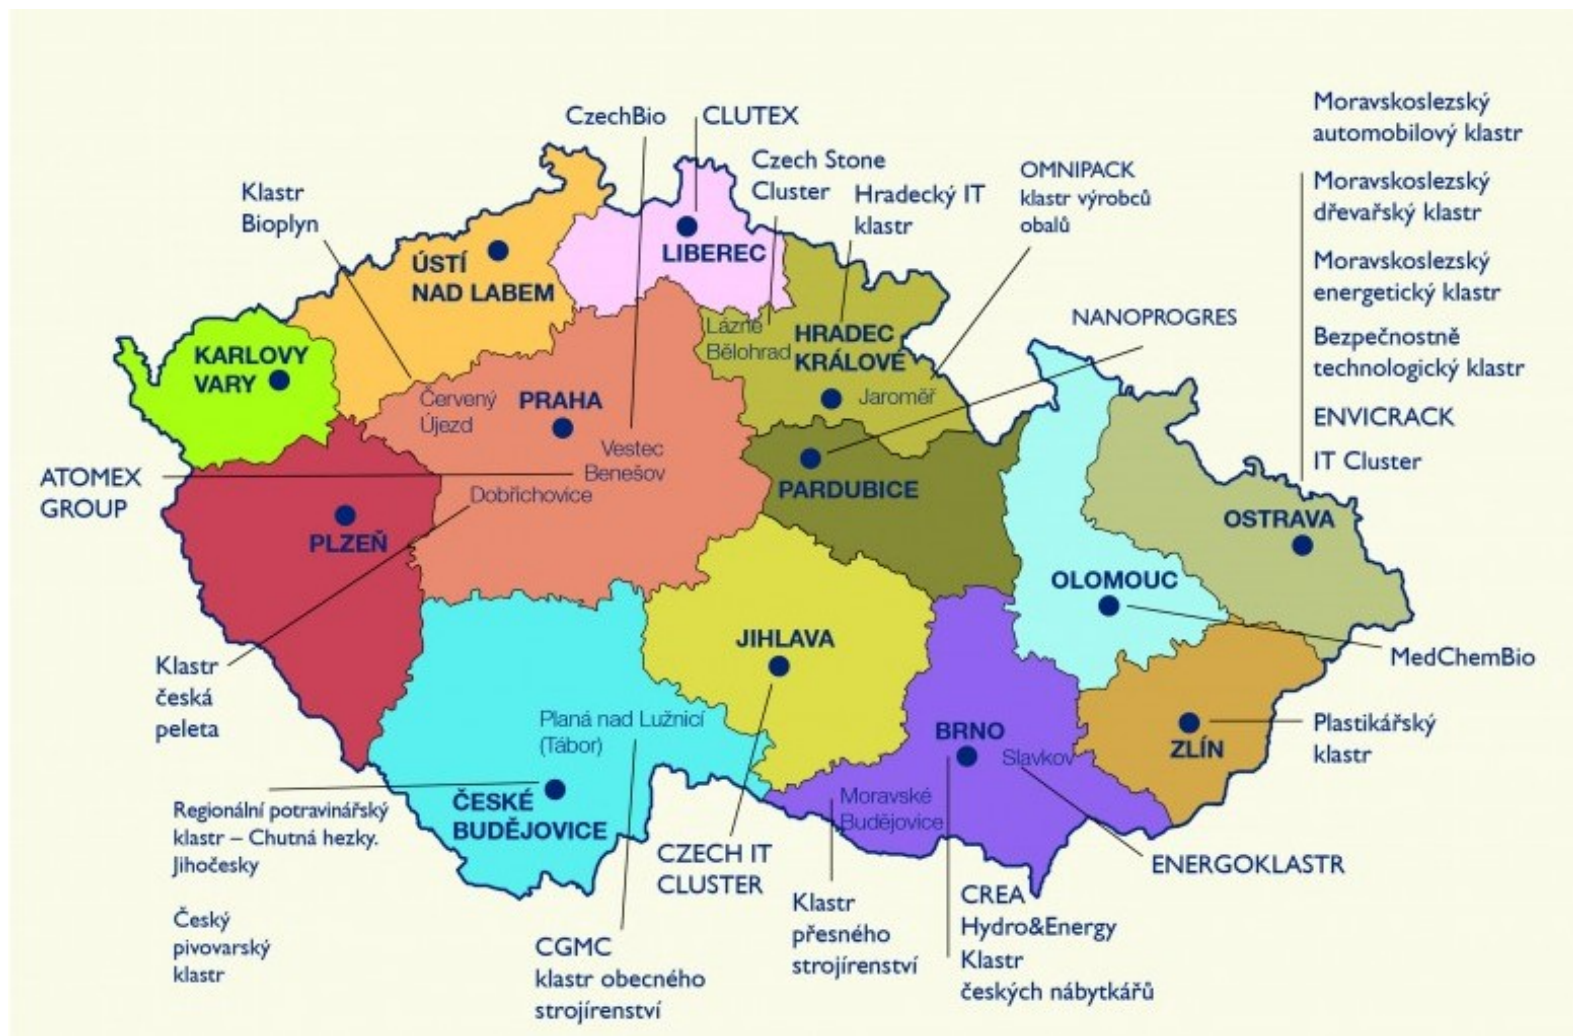 CzechBio
CLUTEX
Moravskoslezský
automobilový klastr
Czech Stone
Cluster
OMNIPACK
klastr výrobců
obalů
Klastr
Bioplyn
Hradecký IT
klastr
Moravskoslezský
dřevařský klastr
ÚSTÍ
NAD LABEM
LIBEREC
Moravskoslezský
energetický klastr
NANOPROGRES
Lázně
Bělohrad
HRADEC
KRÁLOVÉ
Bezpečnostně
technologický klastr
KARLOVY
VARY
Červený
Újezd
PRAHA
Jaroměř
ENVICRACK
IT Cluster
Vestec
Benešov
ATOMEX
GROUP
Dobřichovice
PARDUBICE
PLZEŇ
OSTRAVA
OLOMOUC
JIHLAVA
MedChemBio
Klastr
česká
peleta
Planá nad Lužnicí
(Tábor)
BRNO
Slavkov
ZLÍN
Plastikářský
klastr
Regionální potravinářský
klastr – Chutná hezky.
Jihočesky
ČESKÉ
BUDĚJOVICE
Moravské
Budějovice
CZECH IT
CLUSTER
ENERGOKLASTR
Český
pivovarský
klastr
CGMC
klastr obecného
strojírenství
Klastr
přesného
strojírenství
CREA
Hydro&Energy
Klastr
českých nábytkářů